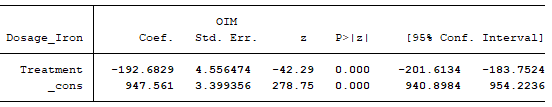 OIM
Dosage_Iron Coef. Std. Err. z P>|z| [95% Conf. Interval]
Treatment -192.6829 4.556474 -42.29 0.000 -201.6134 -183.7524
_cons 947.561 3.399356 278.75 0.000 940.8984 954.2236